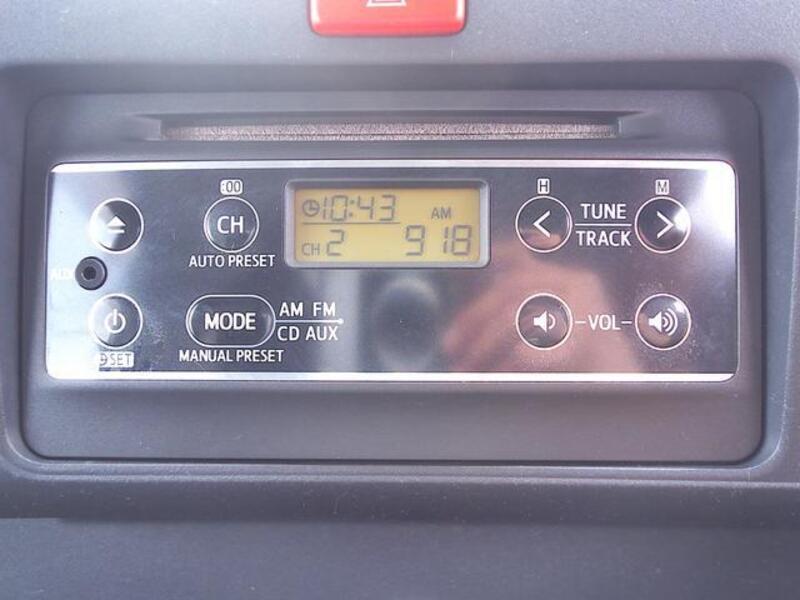 :00
H
M
10:43
AM
CH 2 918
CH
AUTO PRESET
TUNE
TRACK
AUX
MODE
AM FM
CD AUX
MANUAL PRESET
VOL
SET